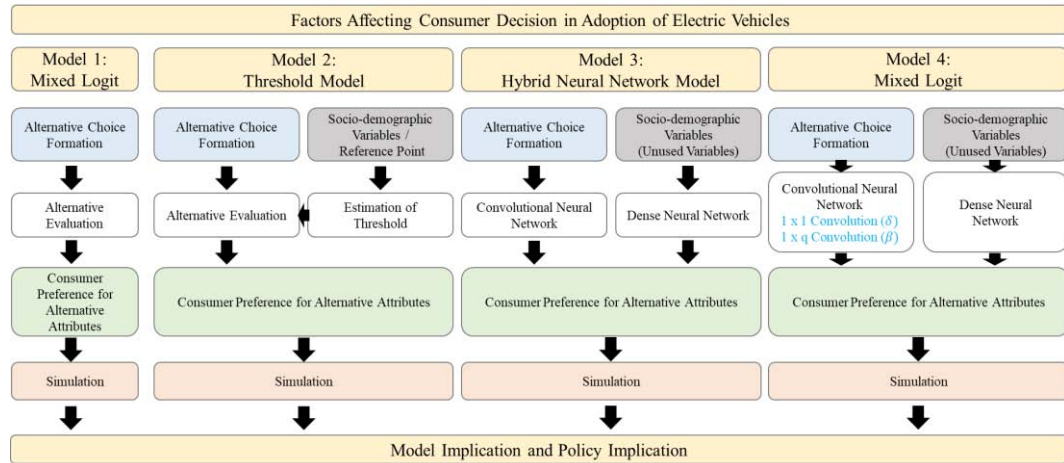 Factors Affecting Consumer Decision in Adoption of Electric Vehicles
Model 1:
Mixed Logit
Model 2:
Threshold Model
Model 3:
Hybrid Neural Network Model
Model 4:
Mixed Logit
Alternative Choice
Formation
Alternative Choice
Formation
Socio-demographic
Variables /
Reference Point
Alternative Choice
Formation
Socio-demographic
Variables
(Unused Variables)
Alternative Choice
Formation
Socio-demographic
Variables
(Unused Variables)
Alternative
Evaluation
Alternative Evaluation
Estimation of
Threshold
Convolutional Neural
Network
Dense Neural Network
Convolutional Neural
Network
1 x 1 Convolution (δ)
1 x q Convolution (β)
Dense Neural
Network
Consumer
Preference for
Alternative
Attributes
Consumer Preference for Alternative Attributes
Consumer Preference for Alternative Attributes
Consumer Preference for Alternative Attributes
Simulation
Simulation
Simulation
Simulation
Model Implication and Policy Implication